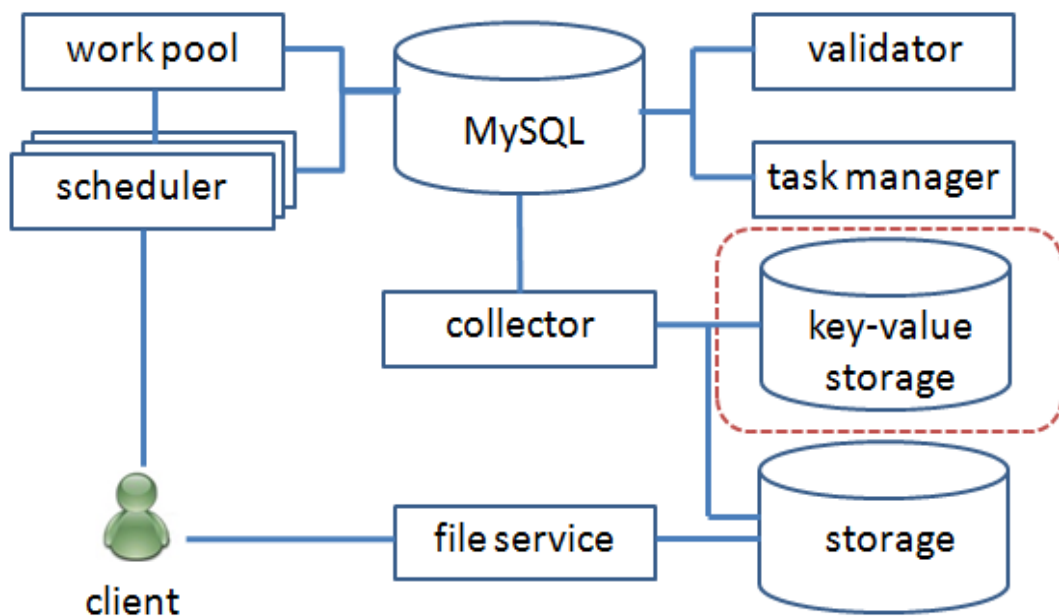 work pool
validator
MySQL
scheduler
task manager
collector
key-value
storage
file service
storage
client